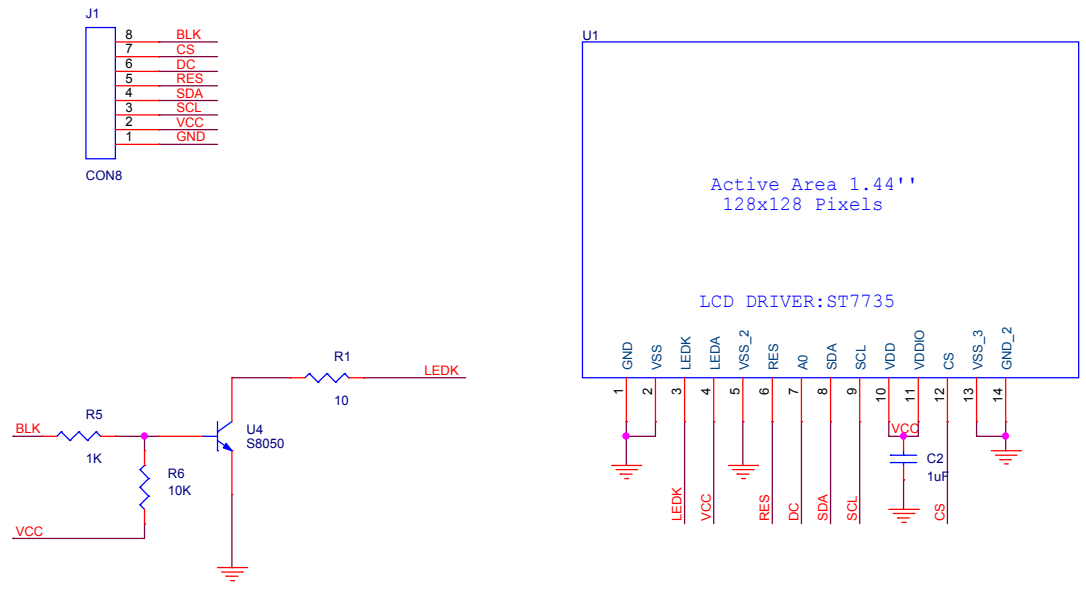 J1
8 BLK
7 CS
6 DC
5 RES
4 SDA
3 SCL
2 VCC
1 GND
CON8
U1
Active Area 1.44''
128x128 Pixels
LCD DRIVER:ST7735
GND VSS LEDK LEDA VSS_2 RES A0 SDA SCL VDD VDDIO CS VSS_3 GND_2
1 2 3 4 5 6 7 8 9 10 11 12 13 14
VCC
C2
1uF
LEDK VCC RES DC SDA SCL CS
R1
LEDK
10
BLK
R5
1K
U4
S8050
R6
10K
VCC